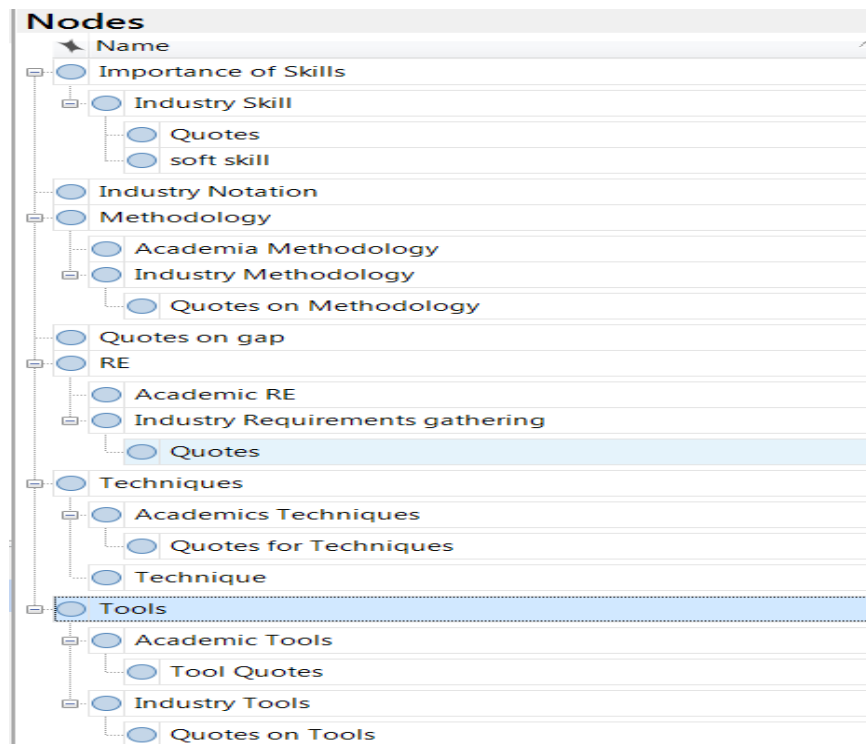 Nodes
Name
Importance of Skills
Industry Skill
Quotes
soft skill
Industry Notation
Methodology
Academia Methodology
Industry Methodology
Quotes on Methodology
Quotes on gap
RE
Academic RE
Industry Requirements gathering
Quotes
Techniques
Academics Techniques
Quotes for Techniques
Technique
Tools
Academic Tools
Tool Quotes
Industry Tools
Quotes on Tools